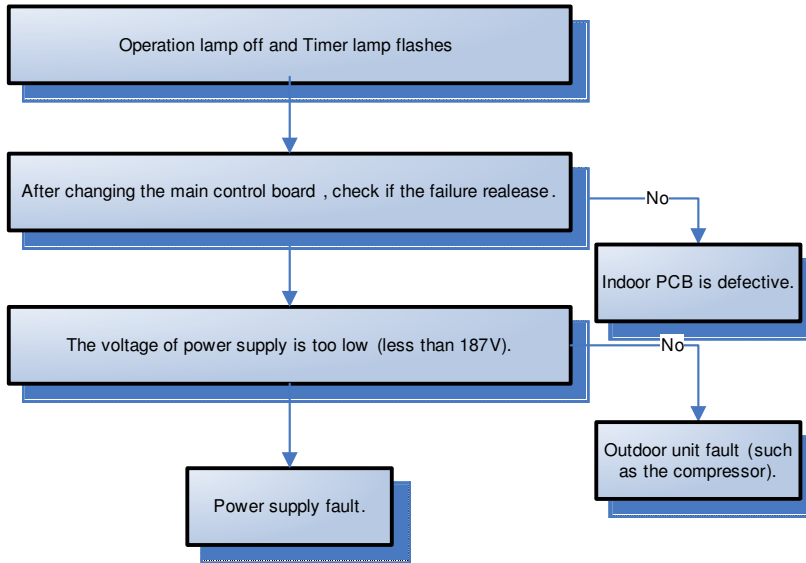 Operation lamp off and Timer lamp flashes
After changing the main control board , check if the failure realease .
No
Indoor PCB is defective.
The voltage of power supply is too low (less than 187V).
No
Outdoor unit fault (such
as the compressor).
Power supply fault.